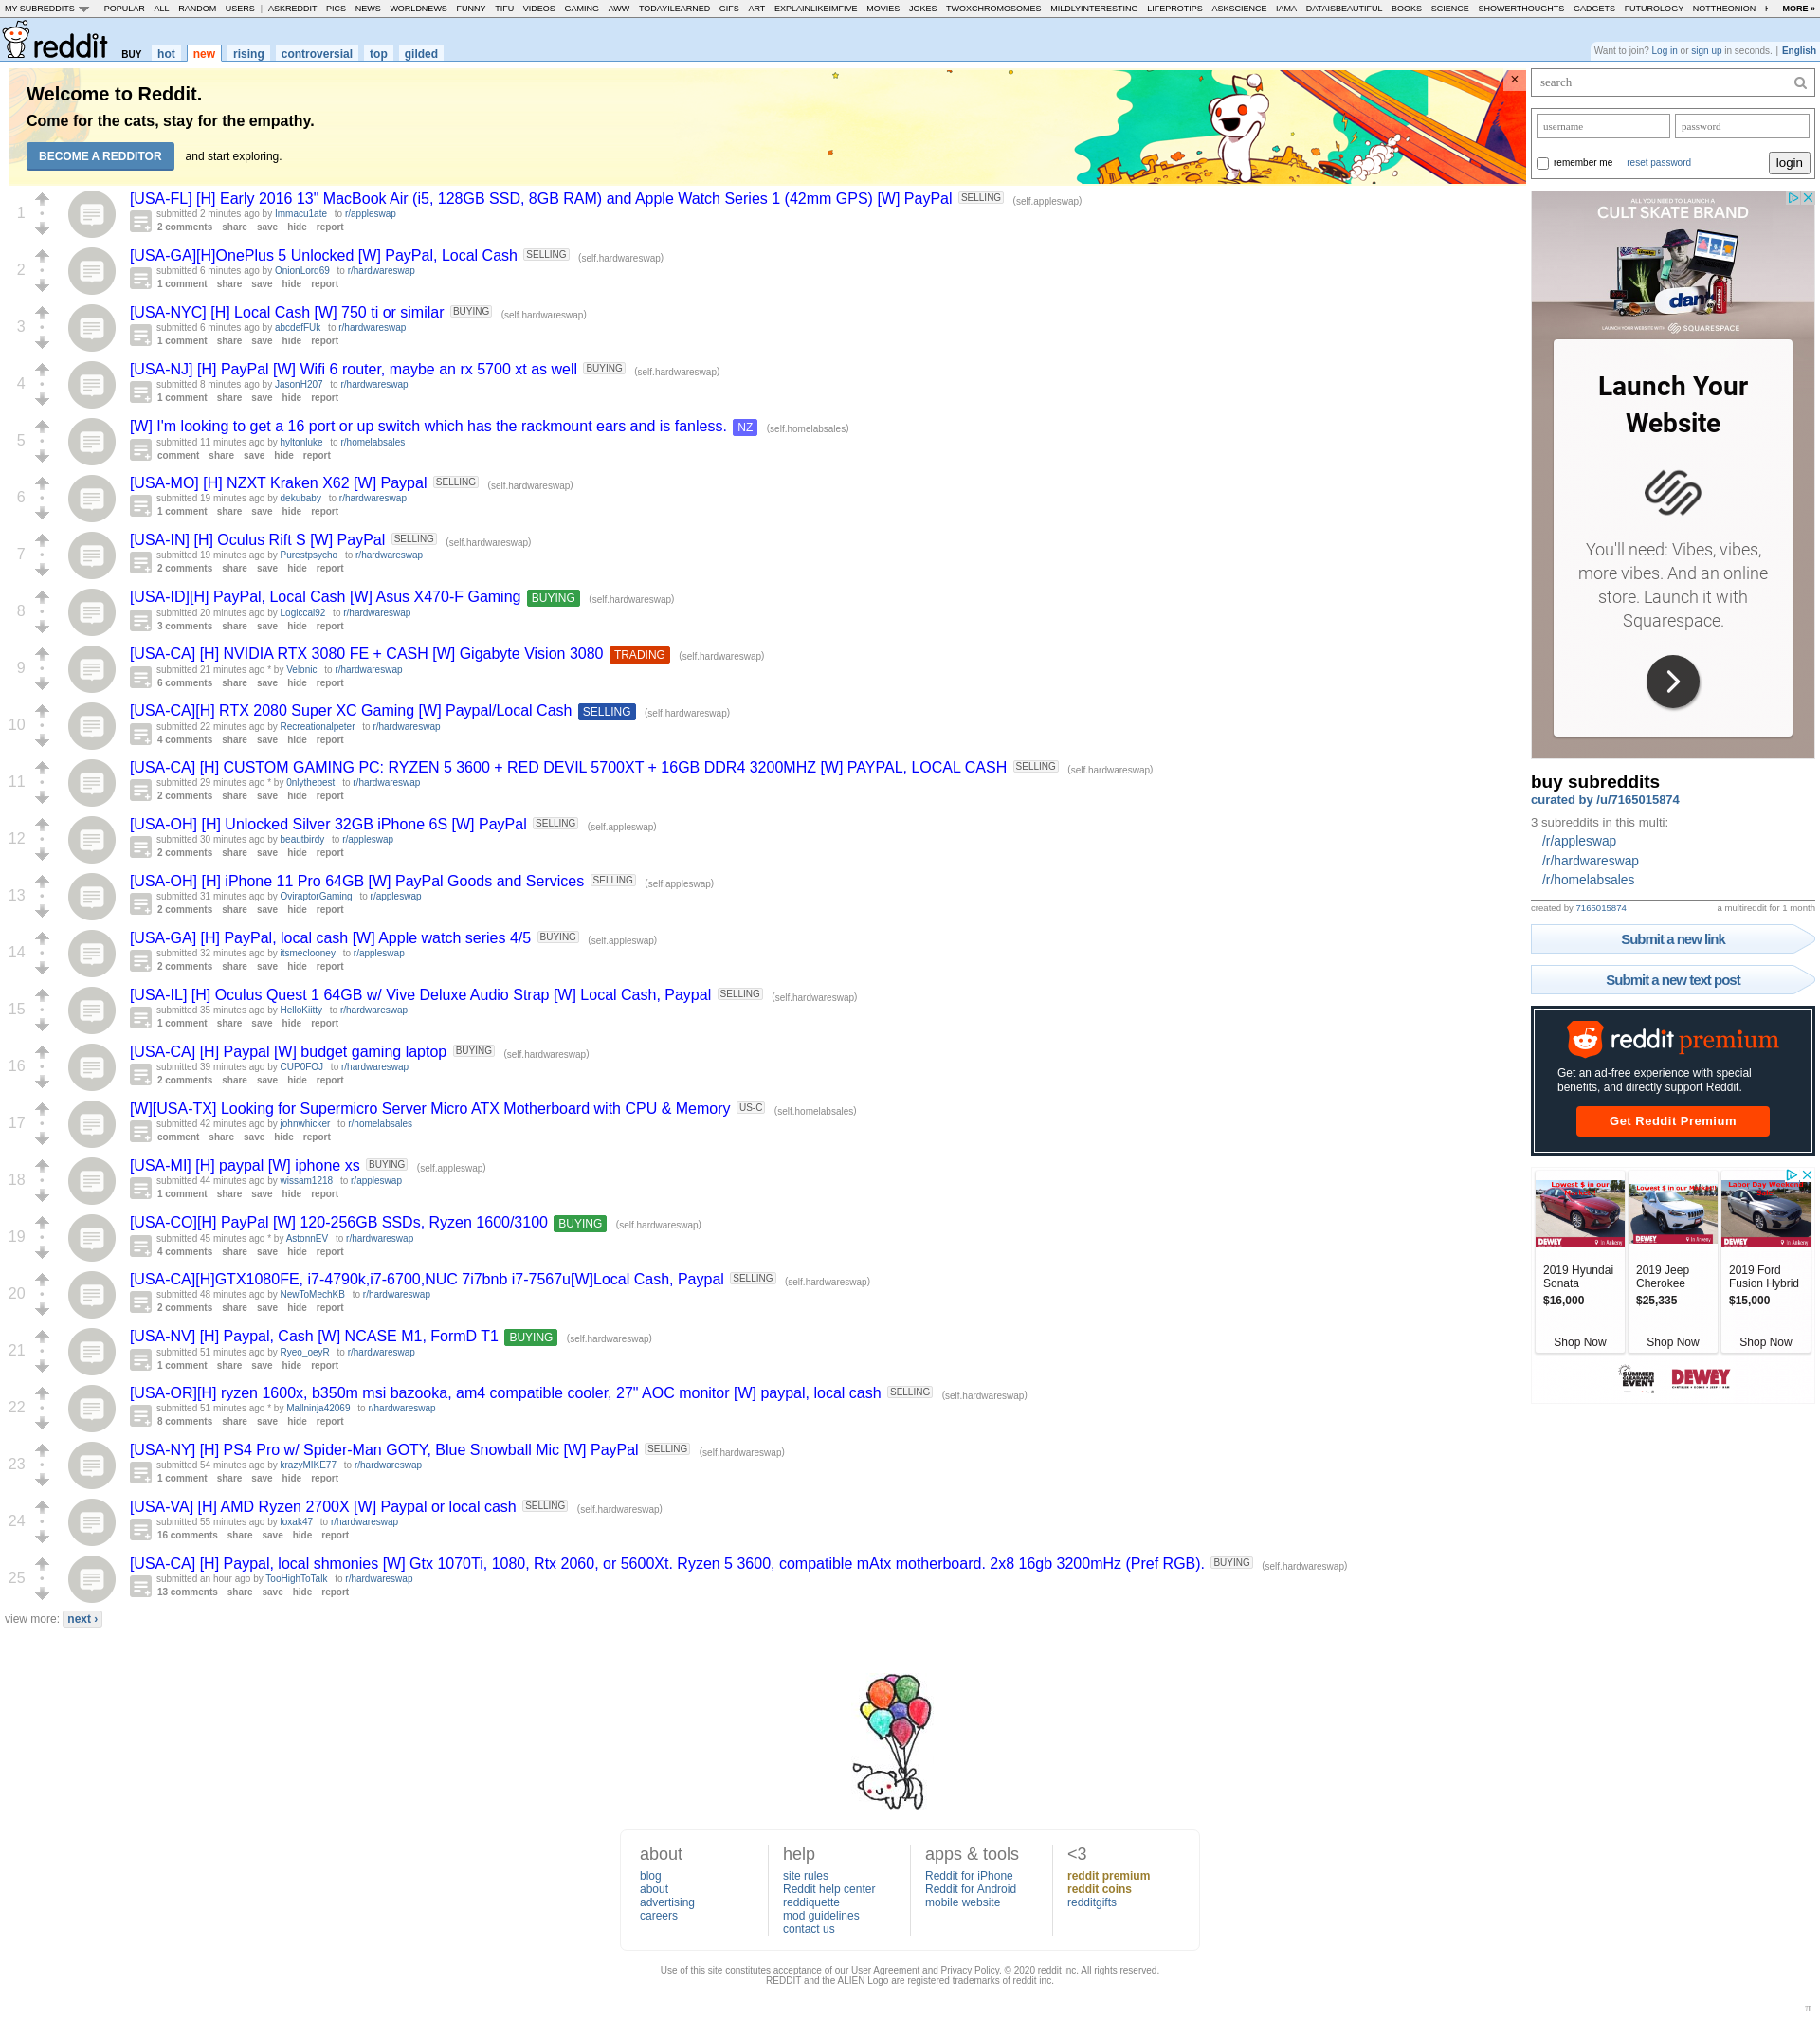 MY SUBREDDITS POPULAR - ALL - RANDOM - USERS | ASKREDDIT - PICS - NEWS - WORLDNEWS - FUNNY - TIFU - VIDEOS - GAMING - AWW - TODAYILEARNED - GIFS - ART - EXPLAINLIKEIMFIVE - MOVIES - JOKES - TWOXCHROMOSOMES - MILDLYINTERESTING - LIFEPROTIPS - ASKSCIENCE - IAMA - DATAISBEAUTIFUL - BOOKS - SCIENCE - SHOWERTHOUGHTS - GADGETS - FUTUROLOGY - NOTTHEONION - MORE »
reddit BUY hot new rising controversial top gilded
Want to join? Log in or sign up in seconds. | English
Welcome to Reddit.
Come for the cats, stay for the empathy.
BECOME A REDDITOR and start exploring.
×
1
[USA-FL] [H] Early 2016 13" MacBook Air (i5, 128GB SSD, 8GB RAM) and Apple Watch Series 1 (42mm GPS) [W] PayPal SELLING (self.appleswap)
submitted 2 minutes ago by Immacu1ate to r/appleswap
2 comments share save hide report
2
[USA-GA][H]OnePlus 5 Unlocked [W] PayPal, Local Cash SELLING (self.hardwareswap)
submitted 6 minutes ago by OnionLord69 to r/hardwareswap
1 comment share save hide report
3
[USA-NYC] [H] Local Cash [W] 750 ti or similar BUYING (self.hardwareswap)
submitted 6 minutes ago by abcdefFUk to r/hardwareswap
1 comment share save hide report
4
[USA-NJ] [H] PayPal [W] Wifi 6 router, maybe an rx 5700 xt as well BUYING (self.hardwareswap)
submitted 8 minutes ago by JasonH207 to r/hardwareswap
1 comment share save hide report
5
[W] I'm looking to get a 16 port or up switch which has the rackmount ears and is fanless. NZ (self.homelabsales)
submitted 11 minutes ago by hyltonluke to r/homelabsales
comment share save hide report
6
[USA-MO] [H] NZXT Kraken X62 [W] Paypal SELLING (self.hardwareswap)
submitted 19 minutes ago by dekubaby to r/hardwareswap
1 comment share save hide report
7
[USA-IN] [H] Oculus Rift S [W] PayPal SELLING (self.hardwareswap)
submitted 19 minutes ago by Purestpsycho to r/hardwareswap
2 comments share save hide report
8
[USA-ID][H] PayPal, Local Cash [W] Asus X470-F Gaming BUYING (self.hardwareswap)
submitted 20 minutes ago by Logiccal92 to r/hardwareswap
3 comments share save hide report
9
[USA-CA] [H] NVIDIA RTX 3080 FE + CASH [W] Gigabyte Vision 3080 TRADING (self.hardwareswap)
submitted 21 minutes ago * by Velonic to r/hardwareswap
6 comments share save hide report
10
[USA-CA][H] RTX 2080 Super XC Gaming [W] Paypal/Local Cash SELLING (self.hardwareswap)
submitted 22 minutes ago by Recreationalpeter to r/hardwareswap
4 comments share save hide report
11
[USA-CA] [H] CUSTOM GAMING PC: RYZEN 5 3600 + RED DEVIL 5700XT + 16GB DDR4 3200MHZ [W] PAYPAL, LOCAL CASH SELLING (self.hardwareswap)
submitted 29 minutes ago * by 0nlythebest to r/hardwareswap
2 comments share save hide report
12
[USA-OH] [H] Unlocked Silver 32GB iPhone 6S [W] PayPal SELLING (self.appleswap)
submitted 30 minutes ago by beautbirdy to r/appleswap
2 comments share save hide report
13
[USA-OH] [H] iPhone 11 Pro 64GB [W] PayPal Goods and Services SELLING (self.appleswap)
submitted 31 minutes ago by OviraptorGaming to r/appleswap
2 comments share save hide report
14
[USA-GA] [H] PayPal, local cash [W] Apple watch series 4/5 BUYING (self.appleswap)
submitted 32 minutes ago by itsmeclooney to r/appleswap
2 comments share save hide report
15
[USA-IL] [H] Oculus Quest 1 64GB w/ Vive Deluxe Audio Strap [W] Local Cash, Paypal SELLING (self.hardwareswap)
submitted 35 minutes ago by HelloKiitty to r/hardwareswap
1 comment share save hide report
16
[USA-CA] [H] Paypal [W] budget gaming laptop BUYING (self.hardwareswap)
submitted 39 minutes ago by CUP0FOJ to r/hardwareswap
2 comments share save hide report
17
[W][USA-TX] Looking for Supermicro Server Micro ATX Motherboard with CPU & Memory US-C (self.homelabsales)
submitted 42 minutes ago by johnwhicker to r/homelabsales
comment share save hide report
18
[USA-MI] [H] paypal [W] iphone xs BUYING (self.appleswap)
submitted 44 minutes ago by wissam1218 to r/appleswap
1 comment share save hide report
19
[USA-CO][H] PayPal [W] 120-256GB SSDs, Ryzen 1600/3100 BUYING (self.hardwareswap)
submitted 45 minutes ago * by AstonnEV to r/hardwareswap
4 comments share save hide report
20
[USA-CA][H]GTX1080FE, i7-4790k,i7-6700,NUC 7i7bnb i7-7567u[W]Local Cash, Paypal SELLING (self.hardwareswap)
submitted 48 minutes ago by NewToMechKB to r/hardwareswap
2 comments share save hide report
21
[USA-NV] [H] Paypal, Cash [W] NCASE M1, FormD T1 BUYING (self.hardwareswap)
submitted 51 minutes ago by Ryeo_oeyR to r/hardwareswap
1 comment share save hide report
22
[USA-OR][H] ryzen 1600x, b350m msi bazooka, am4 compatible cooler, 27" AOC monitor [W] paypal, local cash SELLING (self.hardwareswap)
submitted 51 minutes ago * by Mallninja42069 to r/hardwareswap
8 comments share save hide report
23
[USA-NY] [H] PS4 Pro w/ Spider-Man GOTY, Blue Snowball Mic [W] PayPal SELLING (self.hardwareswap)
submitted 54 minutes ago by krazyMIKE77 to r/hardwareswap
1 comment share save hide report
24
[USA-VA] [H] AMD Ryzen 2700X [W] Paypal or local cash SELLING (self.hardwareswap)
submitted 55 minutes ago by loxak47 to r/hardwareswap
16 comments share save hide report
25
[USA-CA] [H] Paypal, local shmonies [W] Gtx 1070Ti, 1080, Rtx 2060, or 5600Xt. Ryzen 5 3600, compatible mAtx motherboard. 2x8 16gb 3200mHz (Pref RGB). BUYING (self.hardwareswap)
submitted an hour ago by TooHighToTalk to r/hardwareswap
13 comments share save hide report
view more: next ›
search
username password
remember me reset password login
ALL YOU NEED TO LAUNCH A
CULT SKATE BRAND
dang
LAUNCH YOUR WEBSITE WITH SQUARESPACE
Launch Your
Website
You'll need: Vibes, vibes,
more vibes. And an online
store. Launch it with
Squarespace.
buy subreddits
curated by /u/7165015874
3 subreddits in this multi:
/r/appleswap
/r/hardwareswap
/r/homelabsales
created by 7165015874 a multireddit for 1 month
Submit a new link
Submit a new text post
reddit premium
Get an ad-free experience with special
benefits, and directly support Reddit.
Get Reddit Premium
Lowest $ in our
Lowest $ in our Market!
Labor Day Weekend
DEWEY In Ankeny
DEWEY In Ankeny
DEWEY In Ankeny
2019 Hyundai
Sonata
$16,000
Shop Now
2019 Jeep
Cherokee
$25,335
Shop Now
2019 Ford
Fusion Hybrid
$15,000
Shop Now
SUMMER
CLEARANCE
EVENT
DEWEY
about
blog
about
advertising
careers
help
site rules
Reddit help center
reddiquette
mod guidelines
contact us
apps & tools
Reddit for iPhone
Reddit for Android
mobile website
<3
reddit premium
reddit coins
redditgifts
Use of this site constitutes acceptance of our User Agreement and Privacy Policy. © 2020 reddit inc. All rights reserved.
REDDIT and the ALIEN Logo are registered trademarks of reddit inc.
π